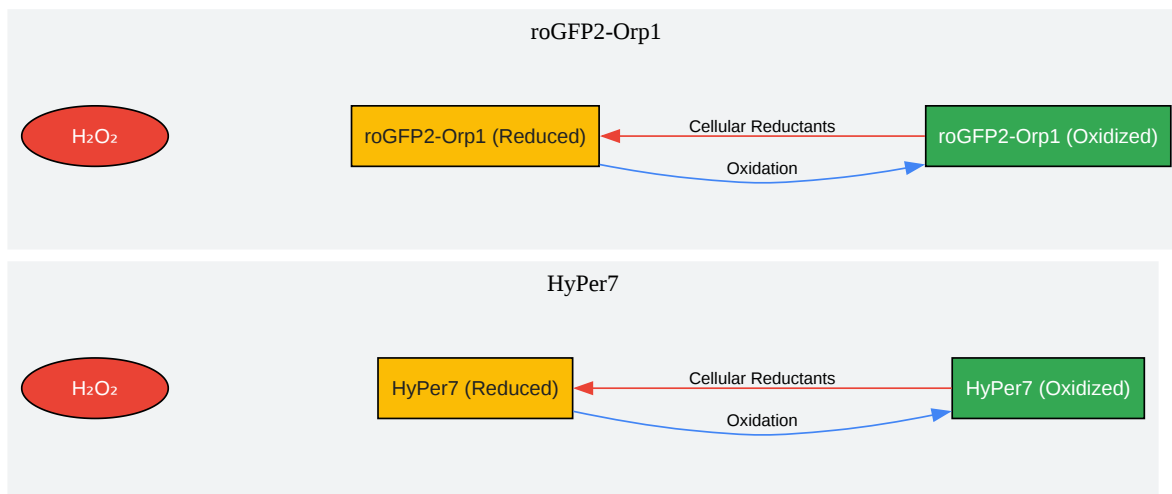 roGFP2-Orp1
H₂O₂
roGFP2-Orp1 (Reduced)
Cellular Reductants
Oxidation
roGFP2-Orp1 (Oxidized)
HyPer7
H₂O₂
HyPer7 (Reduced)
Cellular Reductants
Oxidation
HyPer7 (Oxidized)